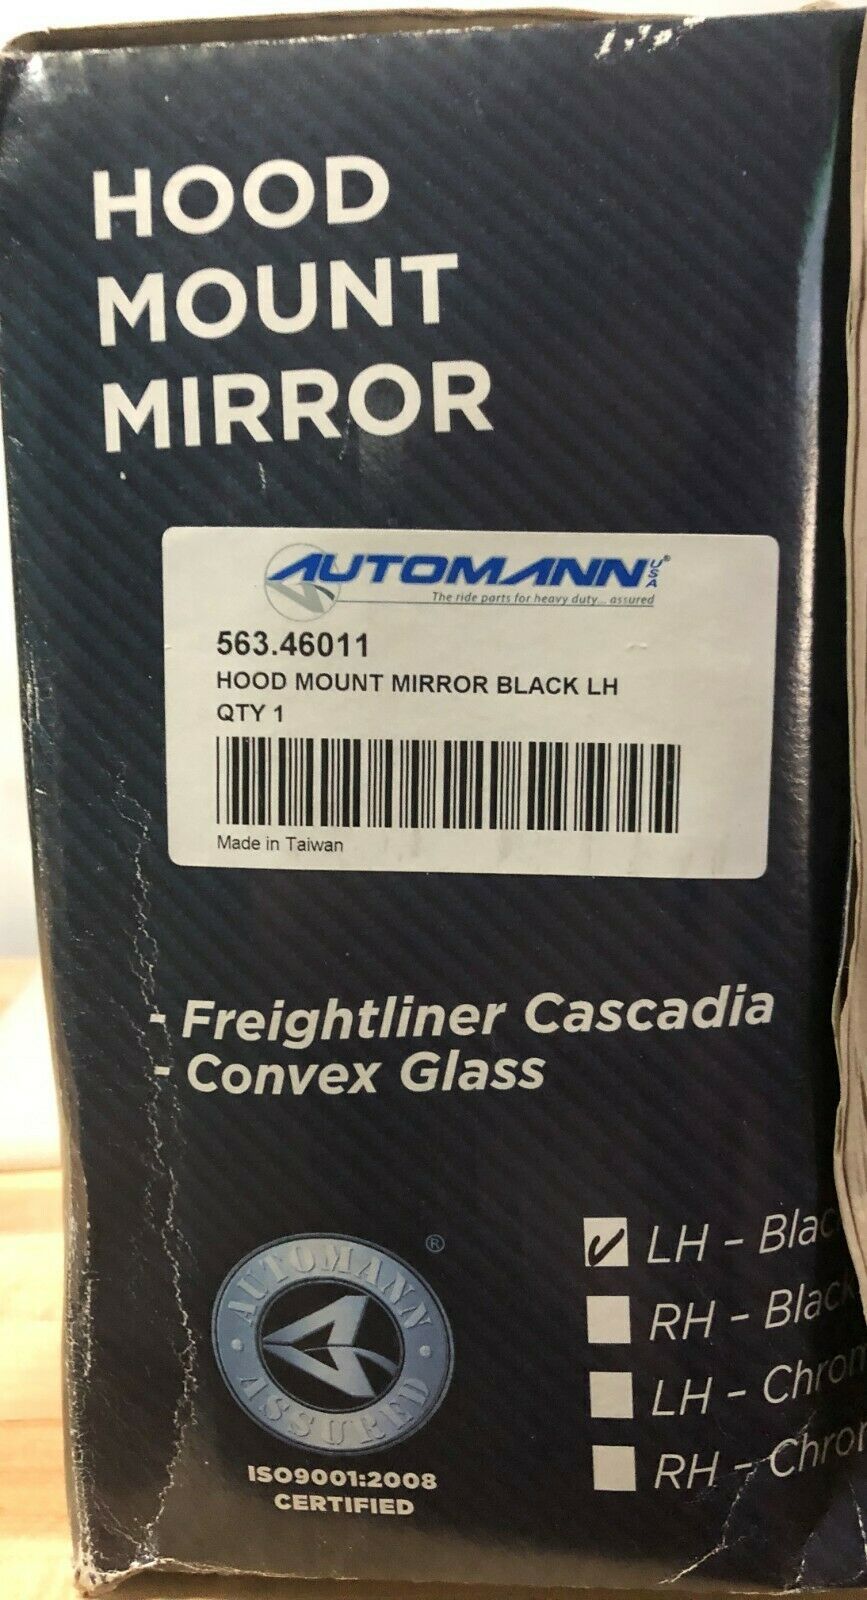 HOOD
MOUNT
MIRROR
AUTOMANN USA®
The ride parts for heavy duty... assured
563.46011
HOOD MOUNT MIRROR BLACK LH
QTY 1
Made in Taiwan
- Freightliner Cascadia
- Convex Glass
LH - Blac
RH - Black
LH - Chrom
RH - Chro
AUTOMANN · ASSURED ·
®
ISO9001:2008
CERTIFIED